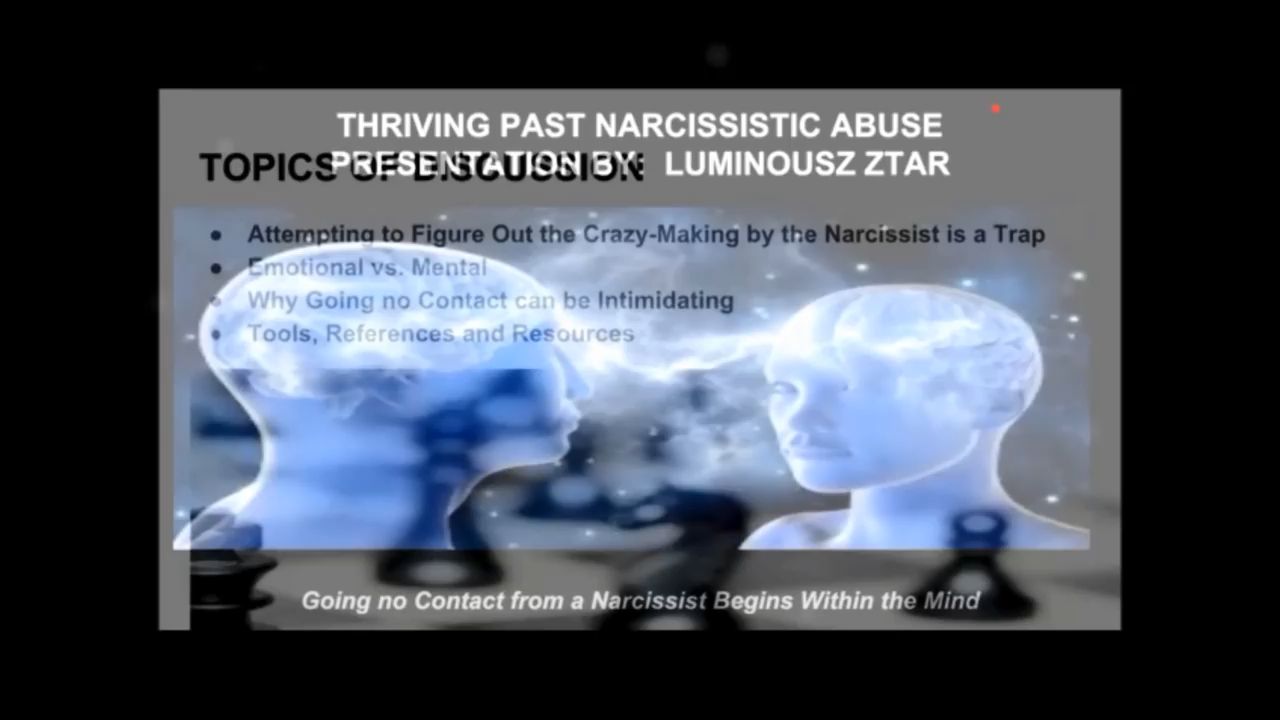 THRIVING PAST NARCISSISTIC ABUSE
PRESENTATION BY: LUMINOUSZ ZTAR
TOPICS OF DISCUSSION:
• Attempting to Figure Out the Crazy-Making by the Narcissist is a Trap
• Emotional vs. Mental
• Why Going no Contact can be Intimidating
• Tools, References and Resources
Going no Contact from a Narcissist Begins Within the Mind